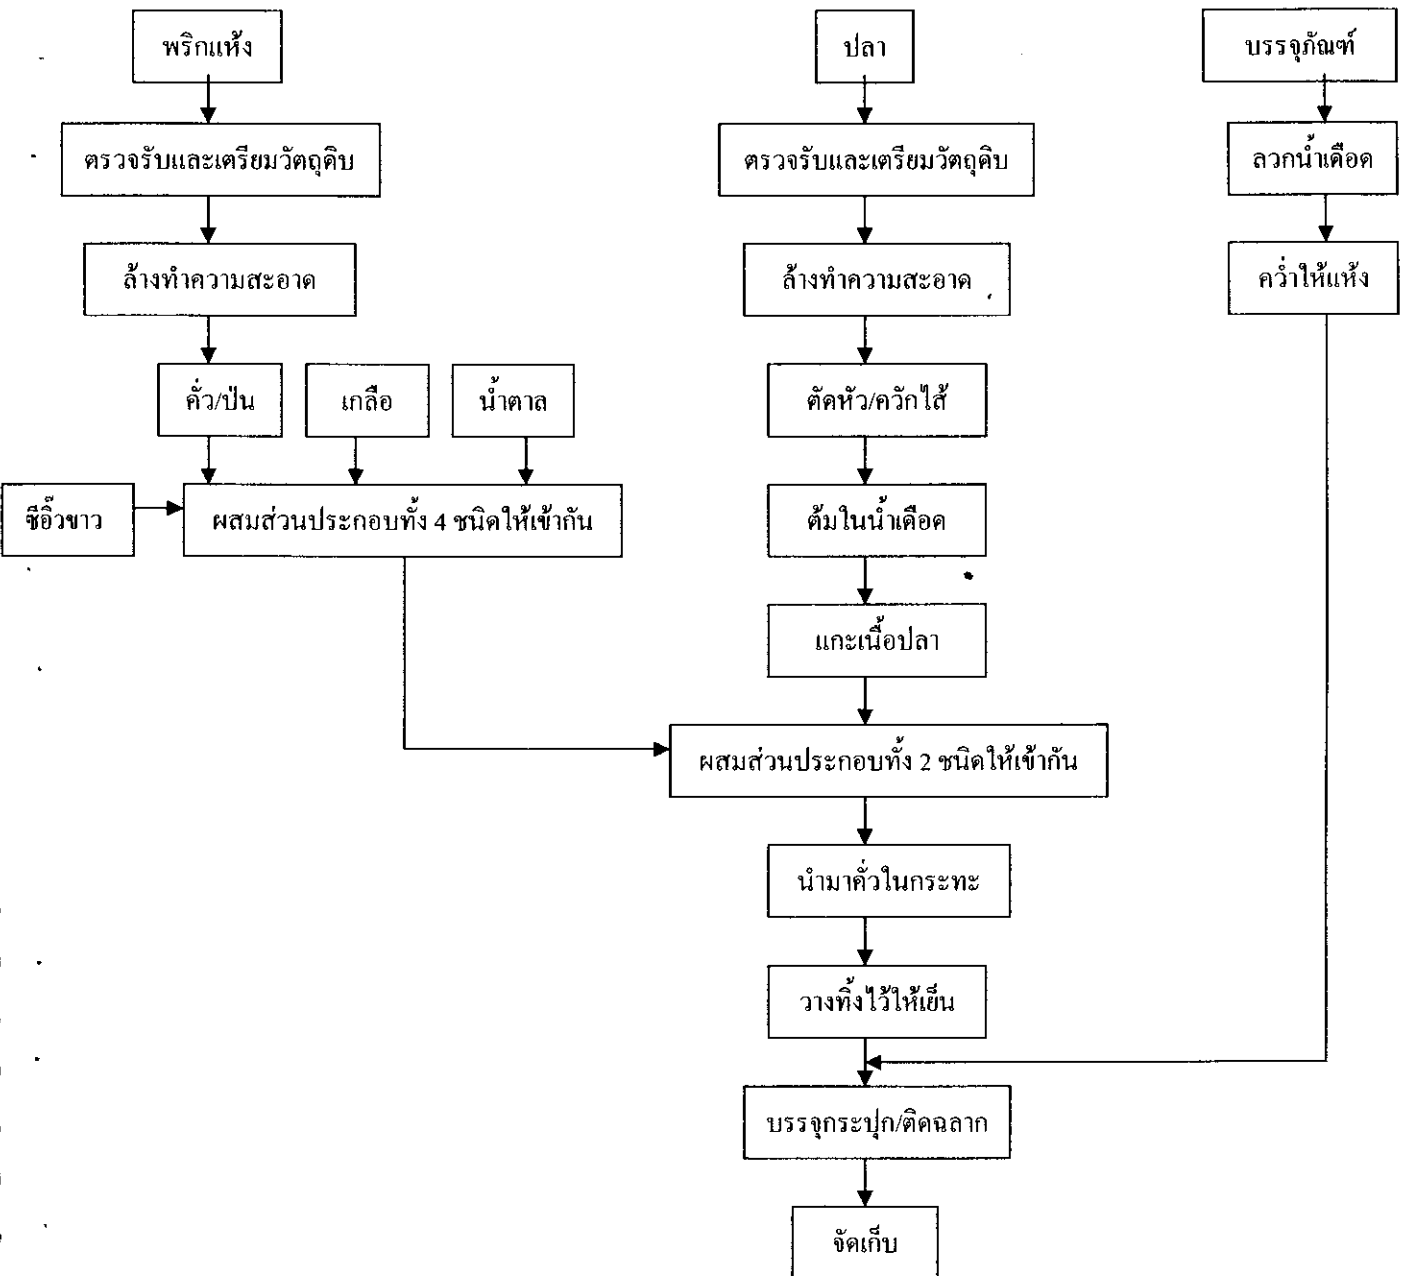 พริกแห้ง
ปลา
บรรจุภัณฑ์
ตรวจรับและเตรียมวัตถุดิบ
ตรวจรับและเตรียมวัตถุดิบ
ลวกน้ำเดือด
ล้างทำความสะอาด
ล้างทำความสะอาด
คว่ำให้แห้ง
คั่ว/ป่น
เกลือ
น้ำตาล
ตัดหัว/ควักไส้
ซีอิ๊วขาว
ผสมส่วนประกอบทั้ง 4 ชนิดให้เข้ากัน
ต้มในน้ำเดือด
แกะเนื้อปลา
ผสมส่วนประกอบทั้ง 2 ชนิดให้เข้ากัน
นำมาคั่วในกระทะ
วางทิ้งไว้ให้เย็น
บรรจุกระปุก/ติดฉลาก
จัดเก็บ